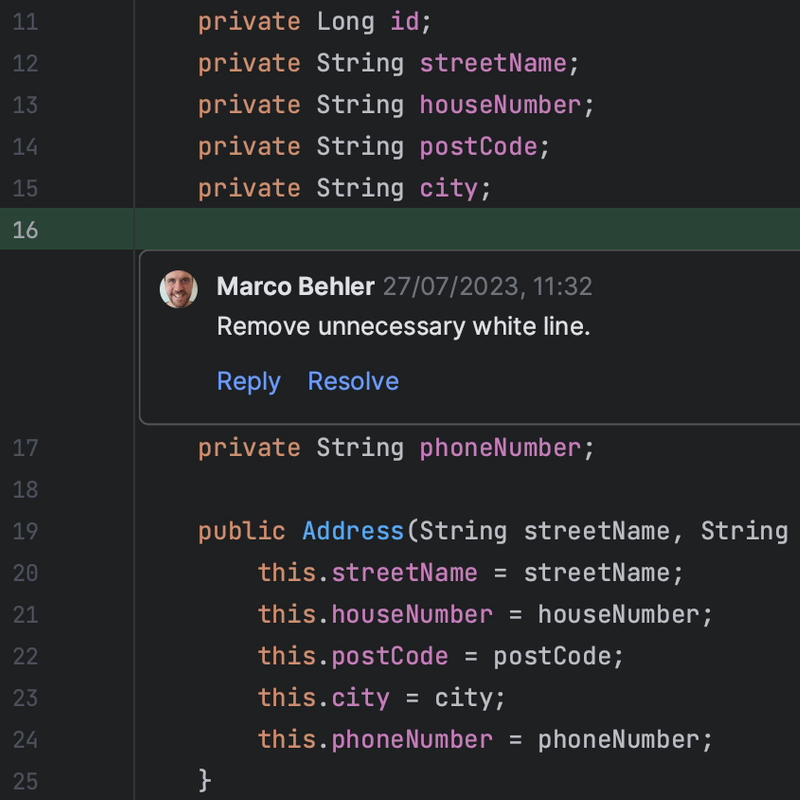 11 private Long id;
12 private String streetName;
13 private String houseNumber;
14 private String postCode;
15 private String city;
16
Marco Behler 27/07/2023, 11:32
Remove unnecessary white line.
Reply Resolve
17 private String phoneNumber;
18
19 public Address(String streetName, String
20 this.streetName = streetName;
21 this.houseNumber = houseNumber;
22 this.postCode = postCode;
23 this.city = city;
24 this.phoneNumber = phoneNumber;
25 }